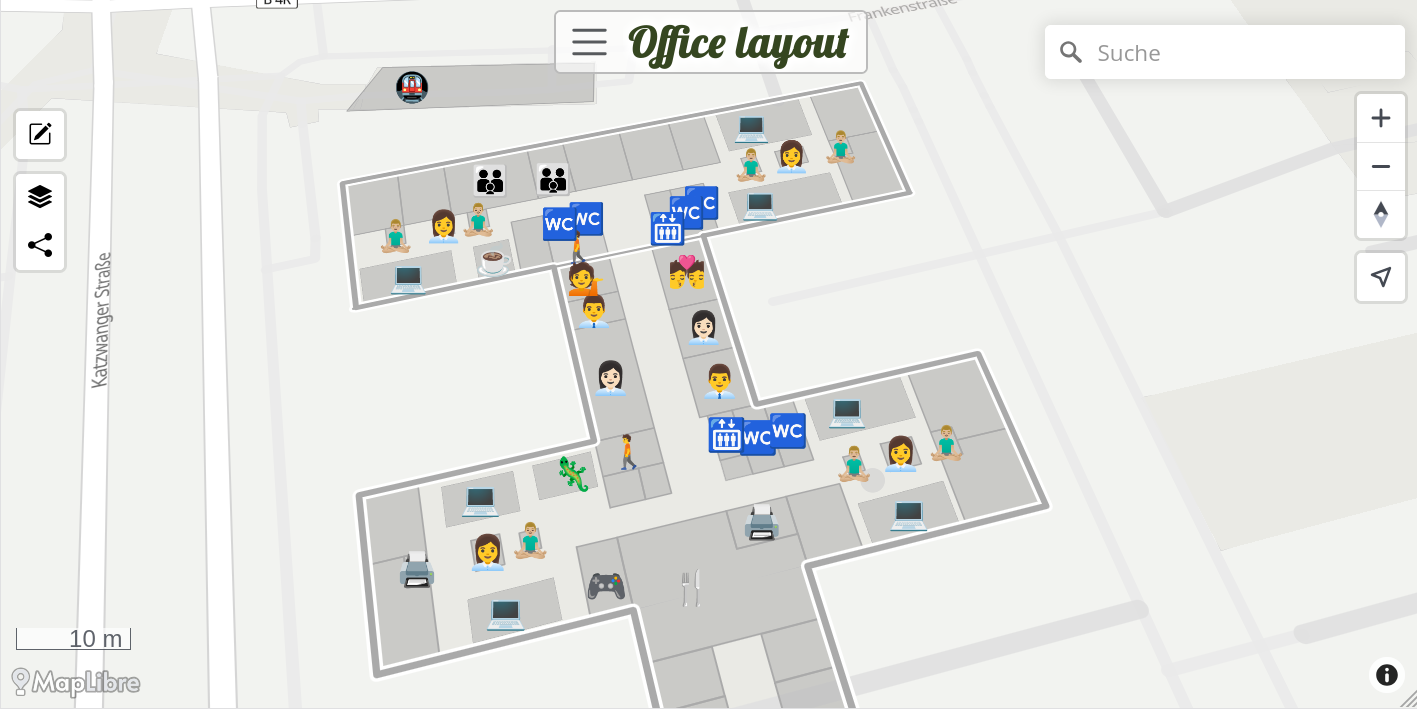 B 4R
Frankenstraße
Office layout
Suche
WC
WC
C
WC
WC
WC
WC
Katzwanger Straße
10 m
MapLibre